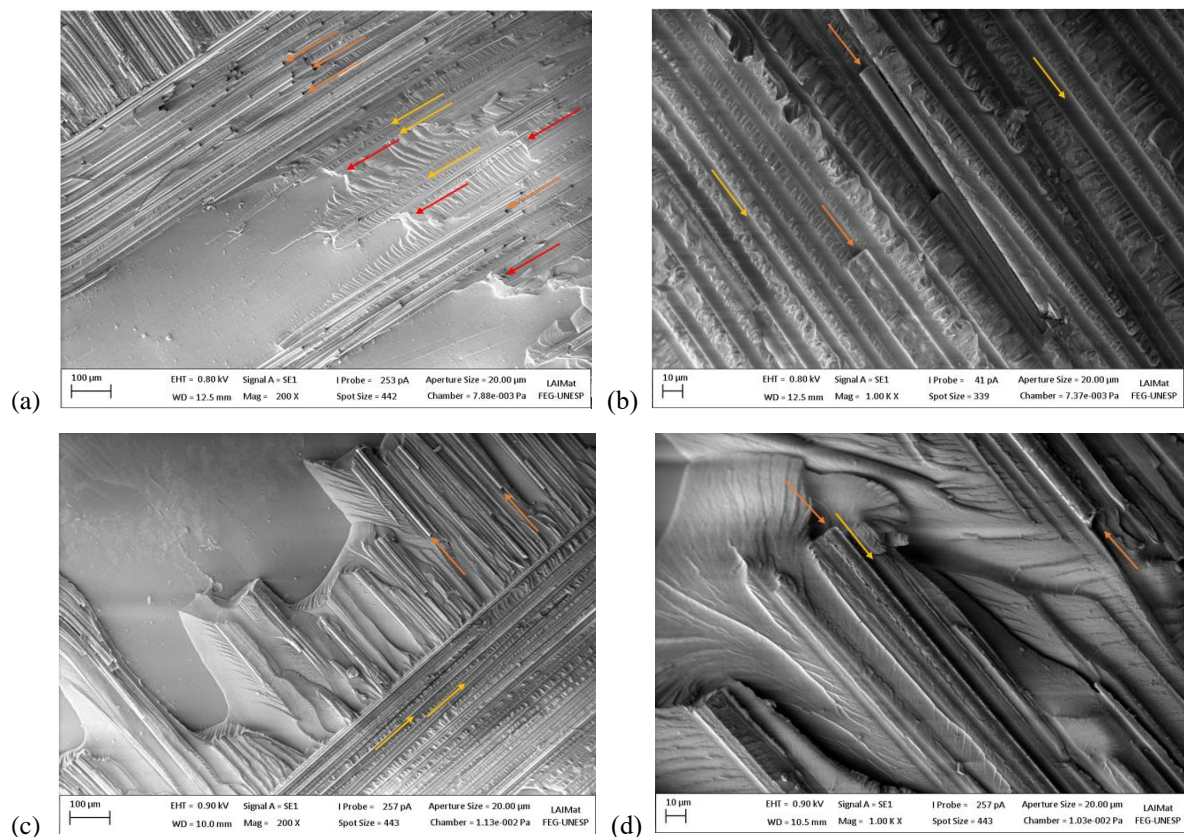 100 µm
EHT = 0.80 kV Signal A = SE1 I Probe = 253 pA Aperture Size = 20.00 µm LAIMat
WD = 12.5 mm Mag = 200 X Spot Size = 442 Chamber = 7.88e-003 Pa FEG-UNESP
(a)
10 µm
EHT = 0.80 kV Signal A = SE1 I Probe = 41 pA Aperture Size = 20.00 µm LAIMat
WD = 12.5 mm Mag = 1.00 K X Spot Size = 339 Chamber = 7.37e-003 Pa FEG-UNESP
(b)
100 µm
EHT = 0.90 kV Signal A = SE1 I Probe = 257 pA Aperture Size = 20.00 µm LAIMat
WD = 10.0 mm Mag = 200 X Spot Size = 443 Chamber = 1.13e-002 Pa FEG-UNESP
(c)
10 µm
EHT = 0.90 kV Signal A = SE1 I Probe = 257 pA Aperture Size = 20.00 µm LAIMat
WD = 10.5 mm Mag = 1.00 K X Spot Size = 443 Chamber = 1.03e-002 Pa FEG-UNESP
(d)